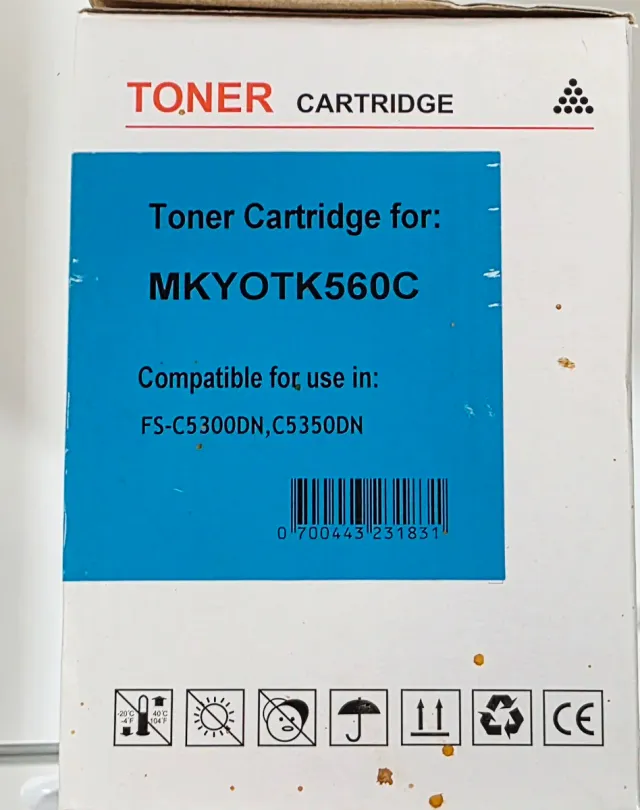 TONER CARTRIDGE
Toner Cartridge for:
MKYOTK560C
Compatible for use in:
FS-C5300DN,C5350DN
0 700443 231831
-20°C 40°C
-4°F 104°F
CE